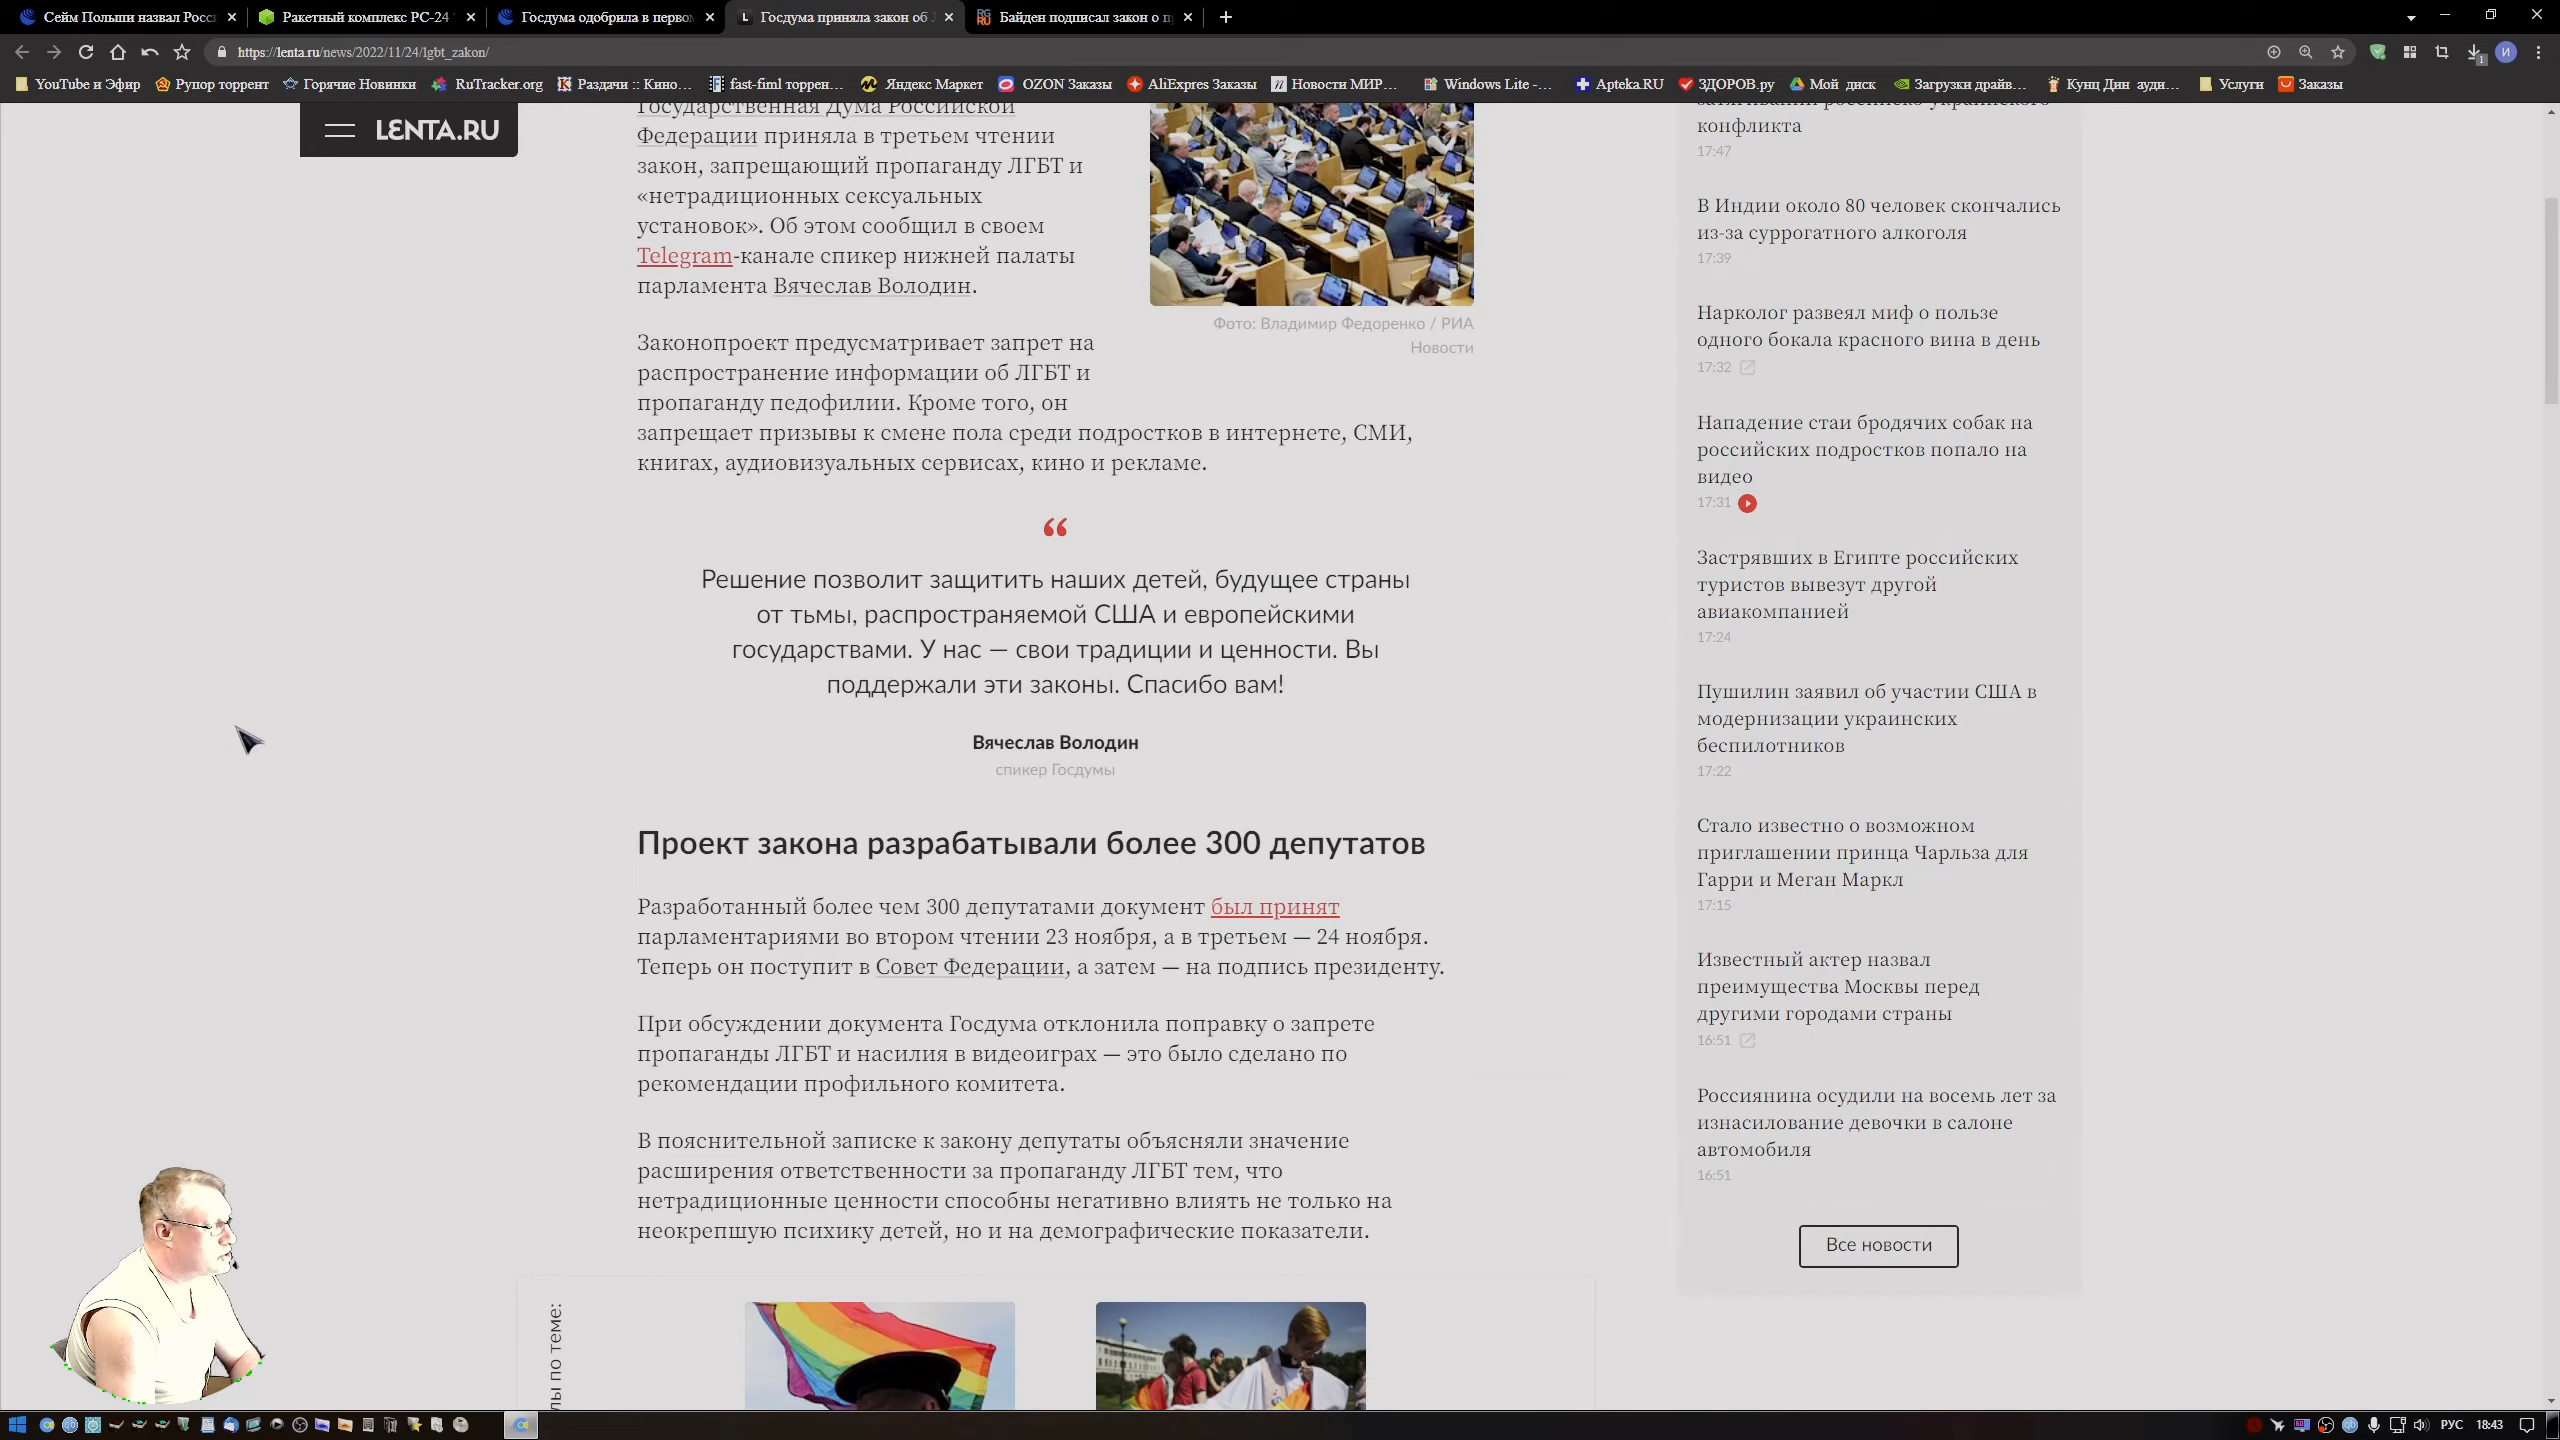 Сейм Польши назвал Росс
Ракетный комплекс РС-24
Госдума одобрила в перво
Госдума приняла закон об
Байден подписал закон о п
https://lenta.ru/news/2022/11/24/lgbt_zakon/
YouTube и Эфир
Рупор торрент
Горячие Новинки
RuTracker.org
Раздачи :: Кино...
fast-fiml торрен...
Яндекс Маркет
OZON Заказы
AliExpres Заказы
Новости МИР...
Windows Lite -...
Apteka.RU
ЗДОРОВ.ру
Мой диск
Загрузки драйв...
Кунц Дин ауди...
Услуги
Заказы
LENTA.RU
Государственная Дума Российской
Федерации приняла в третьем чтении
закон, запрещающий пропаганду ЛГБТ и
«нетрадиционных сексуальных
установок». Об этом сообщил в своем
Telegram-канале спикер нижней палаты
парламента Вячеслав Володин.
Фото: Владимир Федоренко / РИА
Новости
Законопроект предусматривает запрет на
распространение информации об ЛГБТ и
пропаганду педофилии. Кроме того, он
запрещает призывы к смене пола среди подростков в интернете, СМИ,
книгах, аудиовизуальных сервисах, кино и рекламе.
“
Решение позволит защитить наших детей, будущее страны
от тьмы, распространяемой США и европейскими
государствами. У нас — свои традиции и ценности. Вы
поддержали эти законы. Спасибо вам!
Вячеслав Володин
спикер Госдумы
Проект закона разрабатывали более 300 депутатов
Разработанный более чем 300 депутатами документ был принят
парламентариями во втором чтении 23 ноября, а в третьем — 24 ноября.
Теперь он поступит в Совет Федерации, а затем — на подпись президенту.
При обсуждении документа Госдума отклонила поправку о запрете
пропаганды ЛГБТ и насилия в видеоиграх — это было сделано по
рекомендации профильного комитета.
В пояснительной записке к закону депутаты объясняли значение
расширения ответственности за пропаганду ЛГБТ тем, что
нетрадиционные ценности способны негативно влиять не только на
неокрепшую психику детей, но и на демографические показатели.
лы по теме:
затягивании российско-украинского
конфликта
17:47
В Индии около 80 человек скончались
из-за суррогатного алкоголя
17:39
Нарколог развеял миф о пользе
одного бокала красного вина в день
17:32
Нападение стаи бродячих собак на
российских подростков попало на
видео
17:31
Застрявших в Египте российских
туристов вывезут другой
авиакомпанией
17:24
Пушилин заявил об участии США в
модернизации украинских
беспилотников
17:22
Стало известно о возможном
приглашении принца Чарльза для
Гарри и Меган Маркл
17:15
Известный актер назвал
преимущества Москвы перед
другими городами страны
16:51
Россиянина осудили на восемь лет за
изнасилование девочки в салоне
автомобиля
16:51
Все новости
РУС
18:43